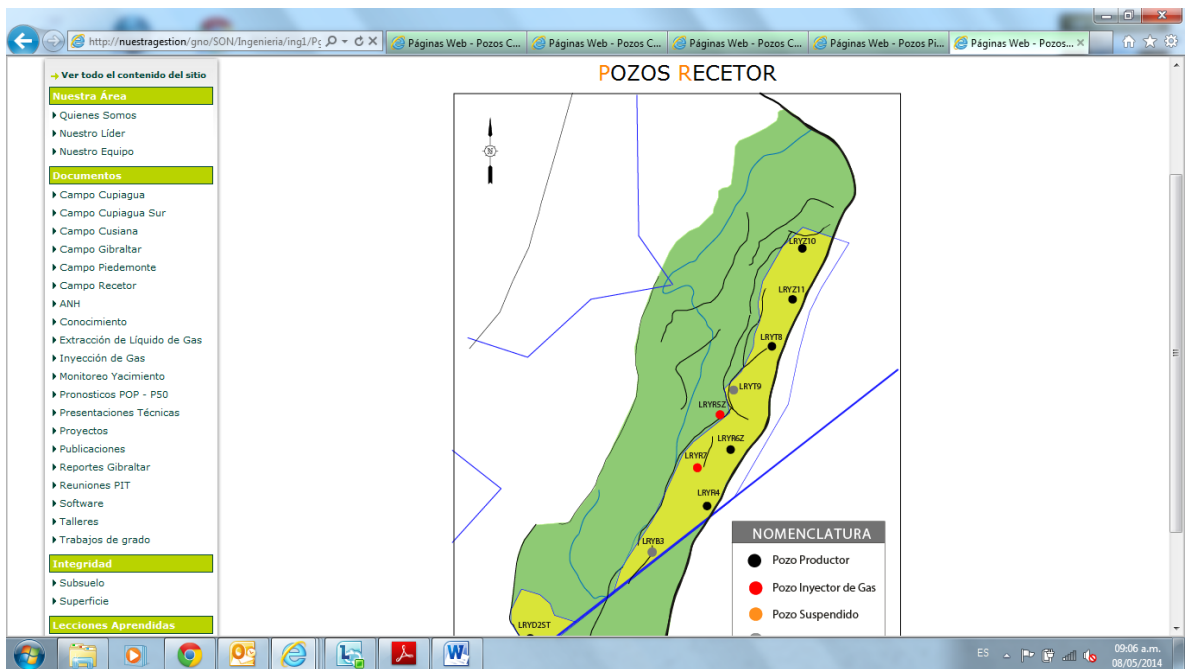 http://nuestragestion/gno/SON/Ingenieria/ing1/Pç
Páginas Web - Pozos C...
Páginas Web - Pozos C...
Páginas Web - Pozos C...
Páginas Web - Pozos Pi...
Páginas Web - Pozos...
Ver todo el contenido del sitio
Nuestra Área
Quienes Somos
Nuestro Líder
Nuestro Equipo
Documentos
Campo Cupiagua
Campo Cupiagua Sur
Campo Cusiana
Campo Gibraltar
Campo Piedemonte
Campo Recetor
ANH
Conocimiento
Extracción de Líquido de Gas
Inyección de Gas
Monitoreo Yacimiento
Pronosticos POP - P50
Presentaciones Técnicas
Proyectos
Publicaciones
Reportes Gibraltar
Reuniones PIT
Software
Talleres
Trabajos de grado
Integridad
Subsuelo
Superficie
Lecciones Aprendidas
POZOS RECETOR
N
LRYZ10
LRYZ11
LRYT8
LRYT9
LRYR5Z
LRYR6Z
LRYR7
LRYR4
LRYB3
LRYD2ST
NOMENCLATURA
Pozo Productor
Pozo Inyector de Gas
Pozo Suspendido
ES
09:06 a.m.
08/05/2014